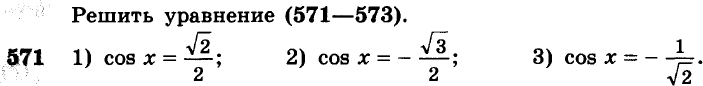 Решить уравнение (571—573).
571 1) cos x = √2/2; 2) cos x = − √3/2; 3) cos x = − 1/√2.